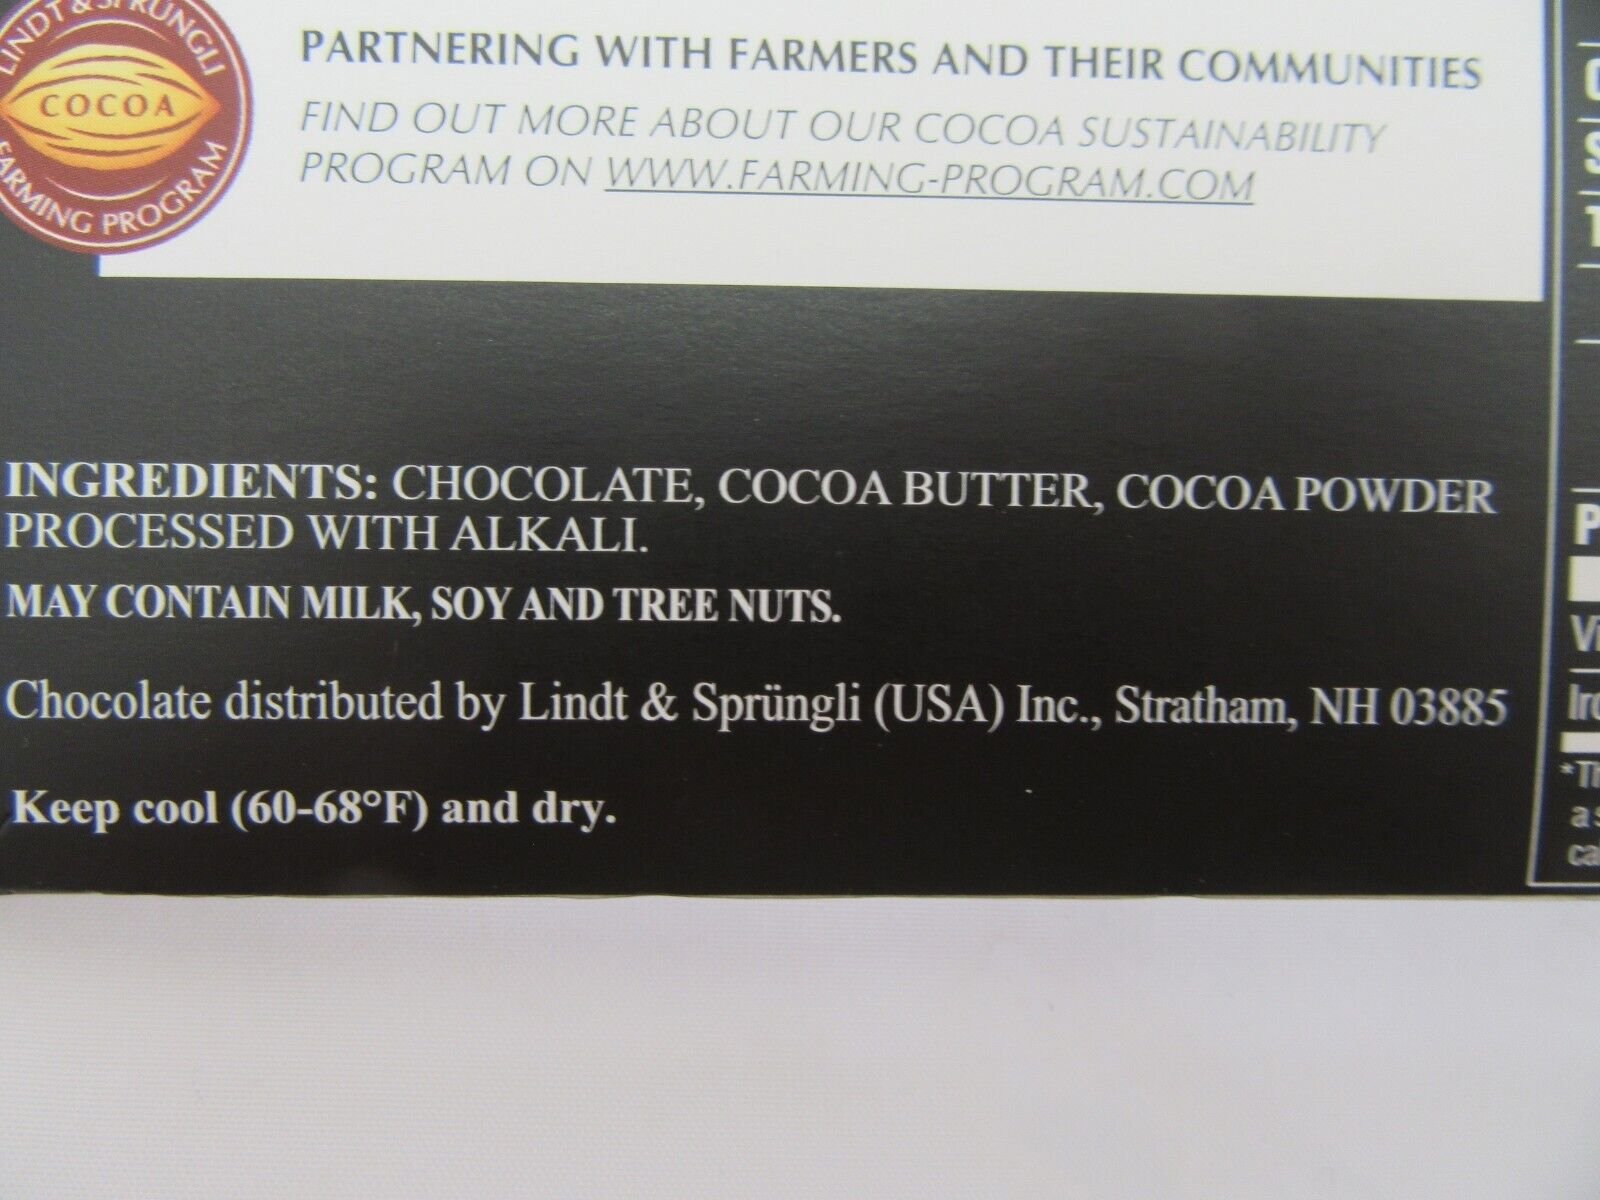 LINDT & SPRÜNGLI
COCOA
FARMING PROGRAM
PARTNERING WITH FARMERS AND THEIR COMMUNITIES
FIND OUT MORE ABOUT OUR COCOA SUSTAINABILITY
PROGRAM ON WWW.FARMING-PROGRAM.COM
INGREDIENTS: CHOCOLATE, COCOA BUTTER, COCOA POWDER
PROCESSED WITH ALKALI.
MAY CONTAIN MILK, SOY AND TREE NUTS.
Chocolate distributed by Lindt & Sprüngli (USA) Inc., Stratham, NH 03885
Keep cool (60-68°F) and dry.